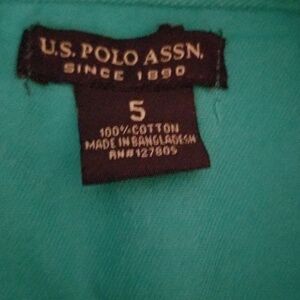 U.S. POLO ASSN.
SINCE 1890
5
100% COTTON
MADE IN BANGLADESH
RN#127805